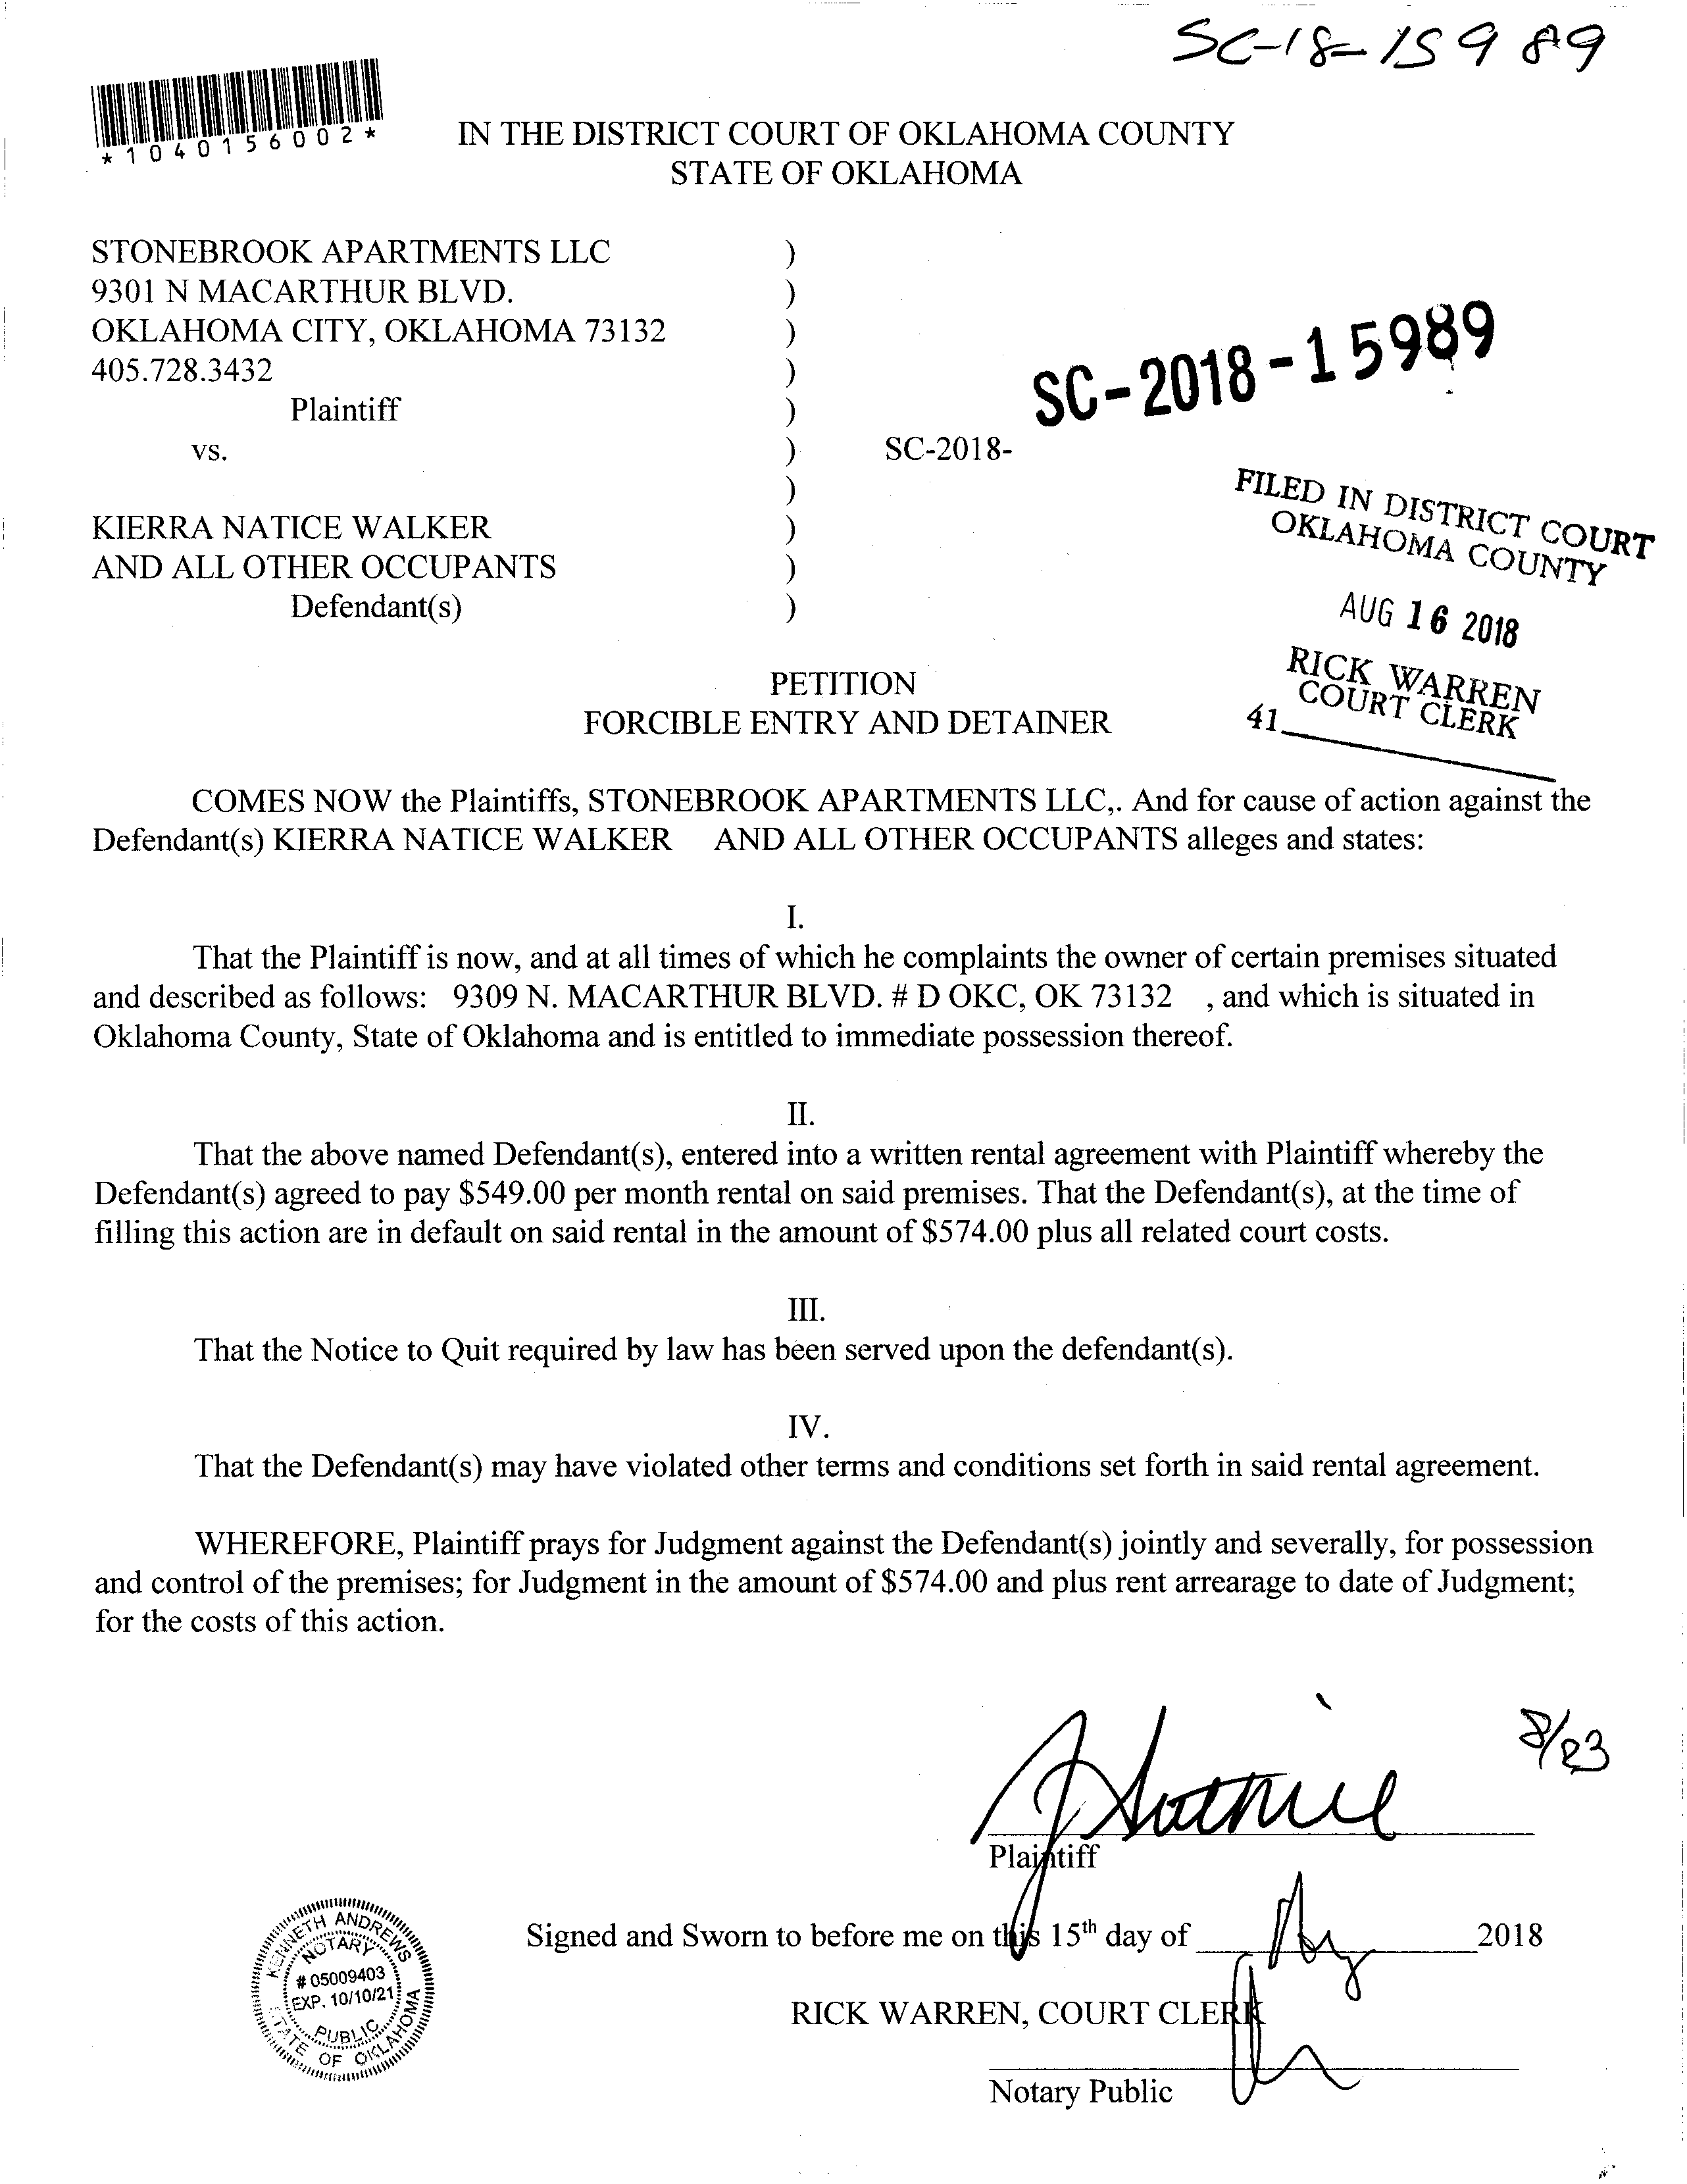 SC-18-15989
*1040156002*
IN THE DISTRICT COURT OF OKLAHOMA COUNTY
STATE OF OKLAHOMA
STONEBROOK APARTMENTS LLC )
9301 N MACARTHUR BLVD. )
OKLAHOMA CITY, OKLAHOMA 73132 )
405.728.3432 )
Plaintiff )
SC-2018-15989
vs. ) SC-2018-
)
KIERRA NATICE WALKER )
AND ALL OTHER OCCUPANTS )
Defendant(s) )
FILED IN DISTRICT COURT
OKLAHOMA COUNTY
AUG 16 2018
RICK WARREN
COURT CLERK
41
PETITION
FORCIBLE ENTRY AND DETAINER
COMES NOW the Plaintiffs, STONEBROOK APARTMENTS LLC,. And for cause of action against the
Defendant(s) KIERRA NATICE WALKER AND ALL OTHER OCCUPANTS alleges and states:
I.
That the Plaintiff is now, and at all times of which he complaints the owner of certain premises situated
and described as follows: 9309 N. MACARTHUR BLVD. # D OKC, OK 73132 , and which is situated in
Oklahoma County, State of Oklahoma and is entitled to immediate possession thereof.
II.
That the above named Defendant(s), entered into a written rental agreement with Plaintiff whereby the
Defendant(s) agreed to pay $549.00 per month rental on said premises. That the Defendant(s), at the time of
filling this action are in default on said rental in the amount of $574.00 plus all related court costs.
III.
That the Notice to Quit required by law has been served upon the defendant(s).
IV.
That the Defendant(s) may have violated other terms and conditions set forth in said rental agreement.
WHEREFORE, Plaintiff prays for Judgment against the Defendant(s) jointly and severally, for possession
and control of the premises; for Judgment in the amount of $574.00 and plus rent arrearage to date of Judgment;
for the costs of this action.
8/23
Plaintiff
Signed and Sworn to before me on this 15th day of Aug 2018
RICK WARREN, COURT CLERK
Notary Public
KENNETH ANDREWS
NOTARY
# 05009403
EXP. 10/10/21
PUBLIC
STATE OF OKLAHOMA